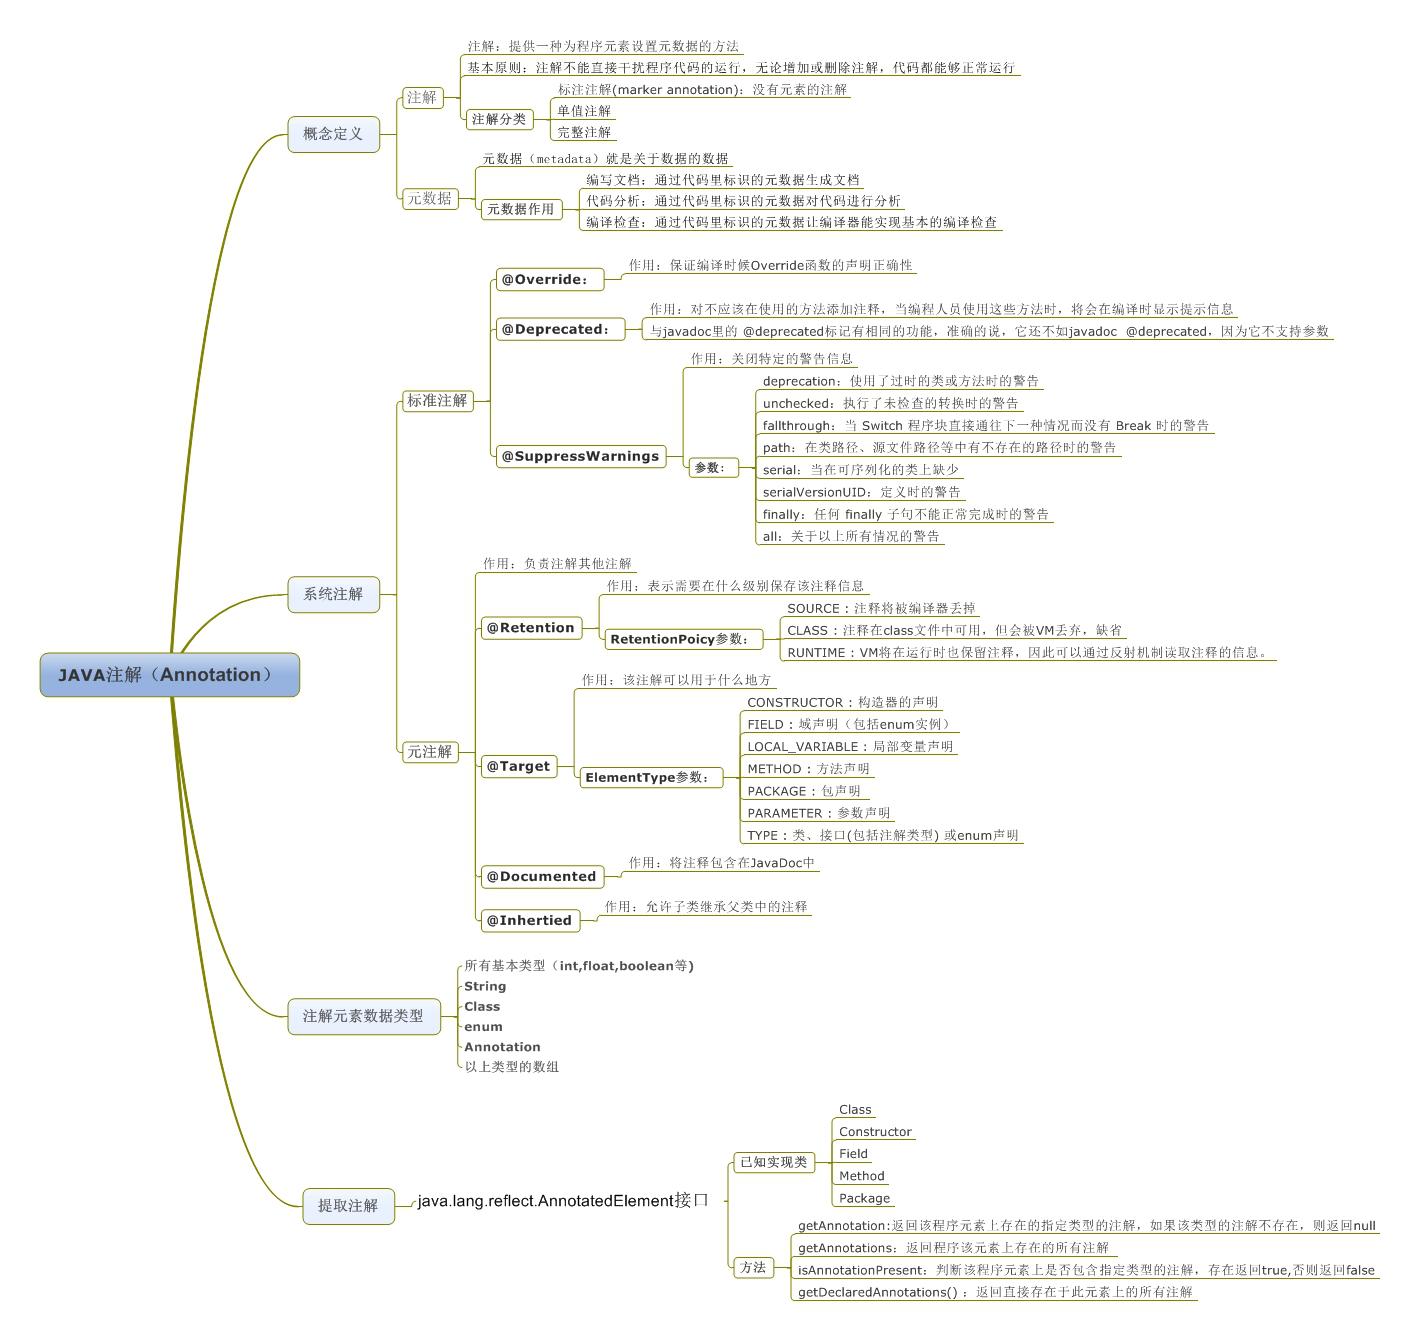 JAVA注解（Annotation）
概念定义
注解
注解：提供一种为程序元素设置元数据的方法
基本原则：注解不能直接干扰程序代码的运行，无论增加或删除注解，代码都能够正常运行
注解分类
标注注解(marker annotation)：没有元素的注解
单值注解
完整注解
元数据
元数据（metadata）就是关于数据的数据
元数据作用
编写文档：通过代码里标识的元数据生成文档
代码分析：通过代码里标识的元数据对代码进行分析
编译检查：通过代码里标识的元数据让编译器能实现基本的编译检查
系统注解
标准注解
@Override：
作用：保证编译时候Override函数的声明正确性
@Deprecated：
作用：对不应该在使用的方法添加注释，当编程人员使用这些方法时，将会在编译时显示提示信息
与javadoc里的 @deprecated标记有相同的功能，准确的说，它还不如javadoc @deprecated，因为它不支持参数
@SuppressWarnings
作用：关闭特定的警告信息
参数：
deprecation：使用了过时的类或方法时的警告
unchecked：执行了未检查的转换时的警告
fallthrough：当 Switch 程序块直接通往下一种情况而没有 Break 时的警告
path：在类路径、源文件路径等中有不存在的路径时的警告
serial：当在可序列化的类上缺少
serialVersionUID：定义时的警告
finally：任何 finally 子句不能正常完成时的警告
all：关于以上所有情况的警告
元注解
作用：负责注解其他注解
@Retention
作用：表示需要在什么级别保存该注释信息
RetentionPoicy参数：
SOURCE：注释将被编译器丢掉
CLASS：注释在class文件中可用，但会被VM丢弃，缺省
RUNTIME：VM将在运行时也保留注释，因此可以通过反射机制读取注释的信息。
@Target
作用：该注解可以用于什么地方
ElementType参数：
CONSTRUCTOR：构造器的声明
FIELD：域声明（包括enum实例）
LOCAL_VARIABLE：局部变量声明
METHOD：方法声明
PACKAGE：包声明
PARAMETER：参数声明
TYPE：类、接口(包括注解类型) 或enum声明
@Documented
作用：将注释包含在JavaDoc中
@Inhertied
作用：允许子类继承父类中的注释
注解元素数据类型
所有基本类型（int,float,boolean等)
String
Class
enum
Annotation
以上类型的数组
提取注解
java.lang.reflect.AnnotatedElement接口
已知实现类
Class
Constructor
Field
Method
Package
方法
getAnnotation:返回该程序元素上存在的指定类型的注解，如果该类型的注解不存在，则返回null
getAnnotations：返回程序该元素上存在的所有注解
isAnnotationPresent：判断该程序元素上是否包含指定类型的注解，存在返回true,否则返回false
getDeclaredAnnotations() ：返回直接存在于此元素上的所有注解